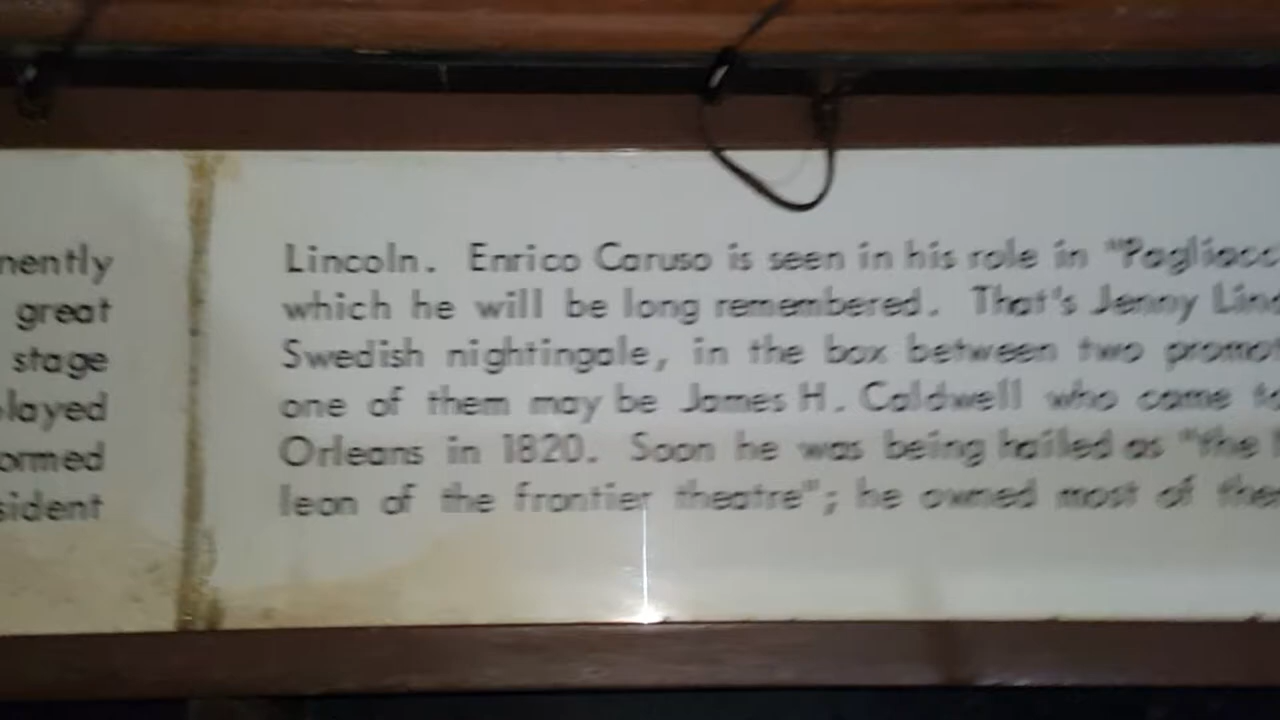 nently
great
stage
layed
ormed
sident
Lincoln. Enrico Caruso is seen in his role in "Pagliacc
which he will be long remembered. That's Jenny Lin
Swedish nightingale, in the box between two promo
one of them may be James H. Caldwell who came to
Orleans in 1820. Soon he was being hailed as "the
leon of the frontier theatre"; he owned most of the